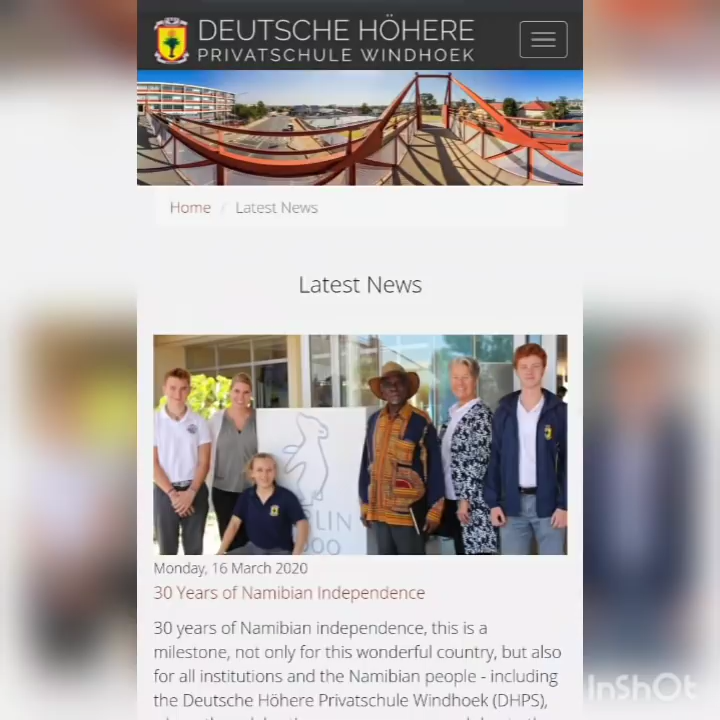 DEUTSCHE HÖHERE
PRIVATSCHULE WINDHOEK
Home / Latest News
Latest News
LIN
000
Monday, 16 March 2020
30 Years of Namibian Independence
30 years of Namibian independence, this is a
milestone, not only for this wonderful country, but also
for all institutions and the Namibian people - including
the Deutsche Höhere Privatschule Windhoek (DHPS),
InShOt